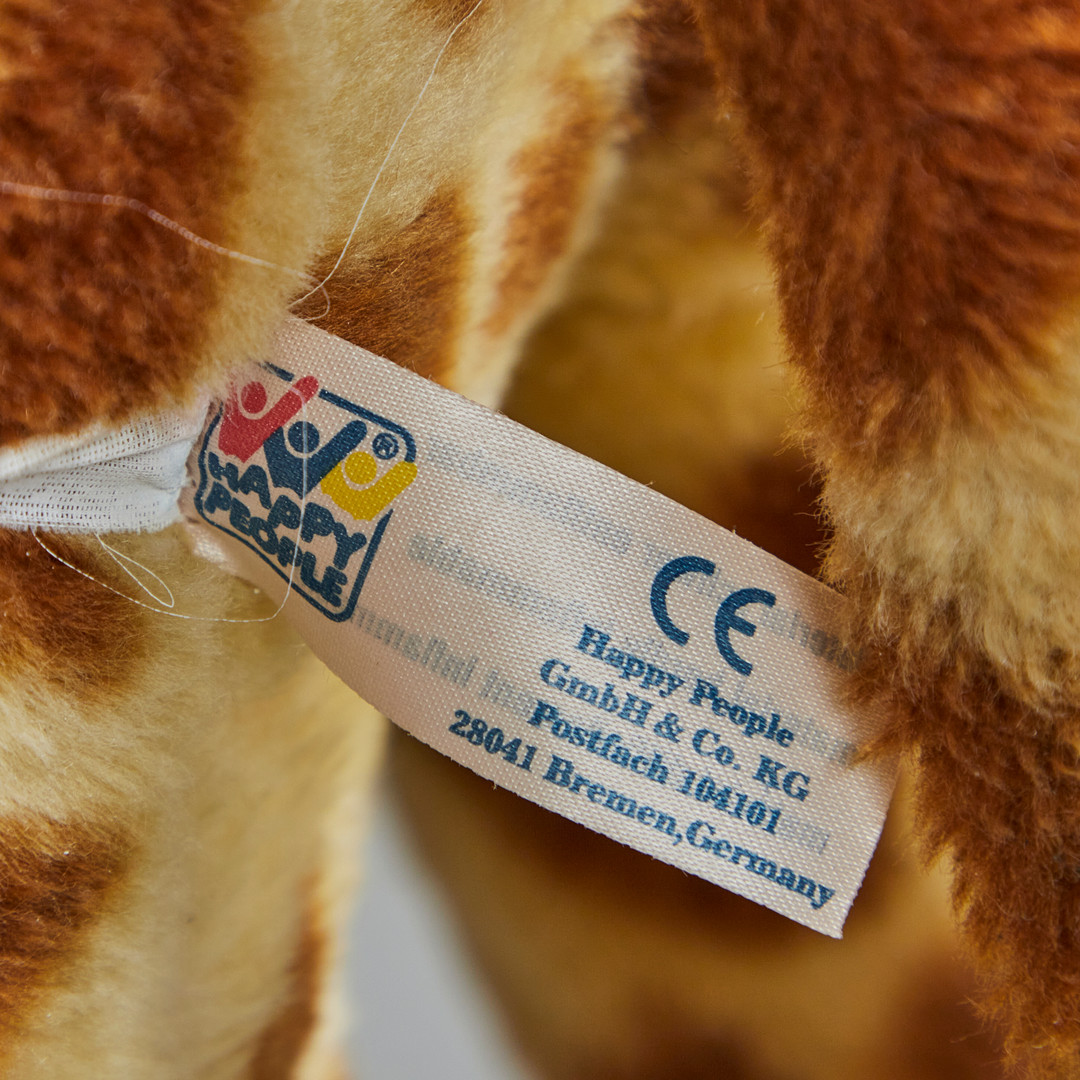 HAPPY
PEOPLE
®
CE
Happy People
GmbH & Co. KG
Postfach 104101
28041 Bremen,Germany